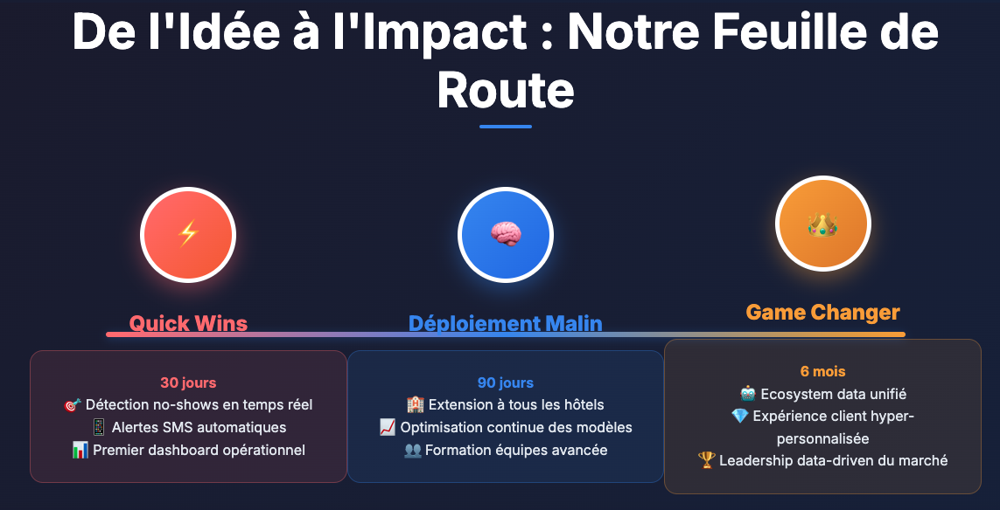 De l'Idée à l'Impact : Notre Feuille de
Route
Quick Wins
Déploiement Malin
Game Changer
30 jours
🎯 Détection no-shows en temps réel
📱 Alertes SMS automatiques
📊 Premier dashboard opérationnel
90 jours
🏨 Extension à tous les hôtels
📈 Optimisation continue des modèles
👥 Formation équipes avancée
6 mois
🤖 Ecosystem data unifié
💎 Expérience client hyper-
personnalisée
🏆 Leadership data-driven du marché